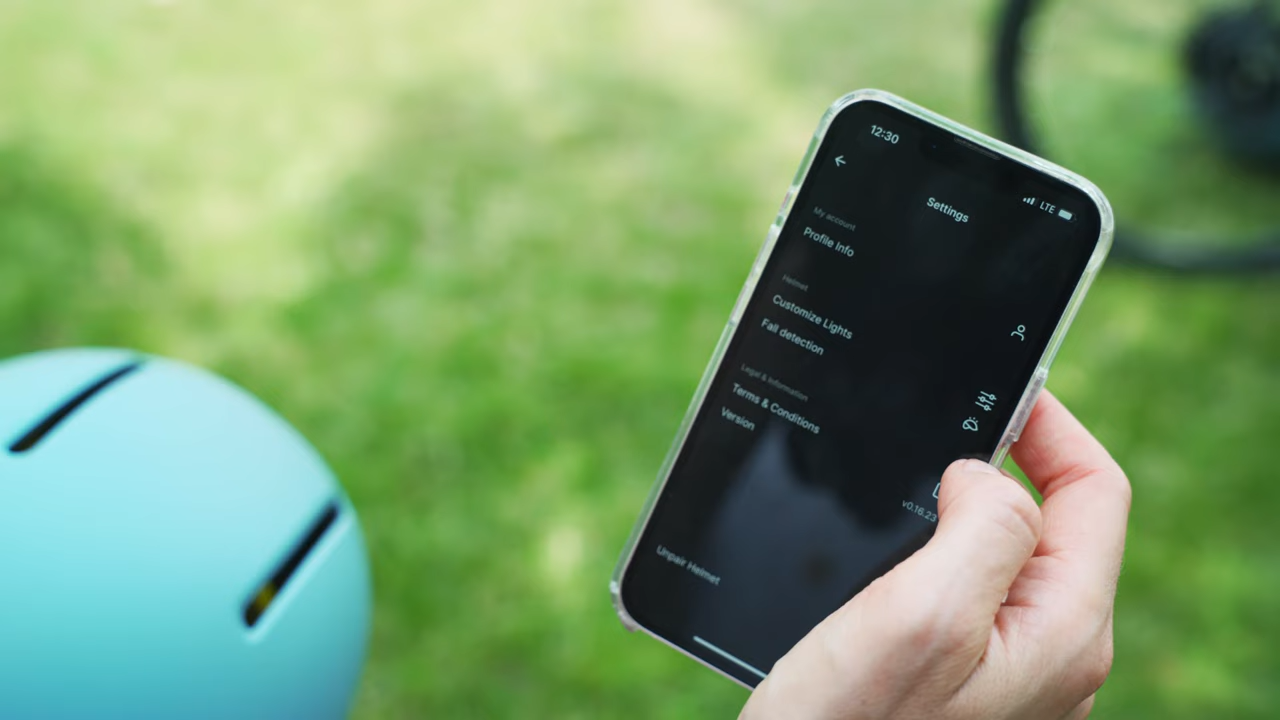 12:30
LTE
Settings
My account
Profile Info
Helmet
Customize Lights
Fall detection
Legal & Information
Terms & Conditions
Version
v0.16.23
Unpair Helmet